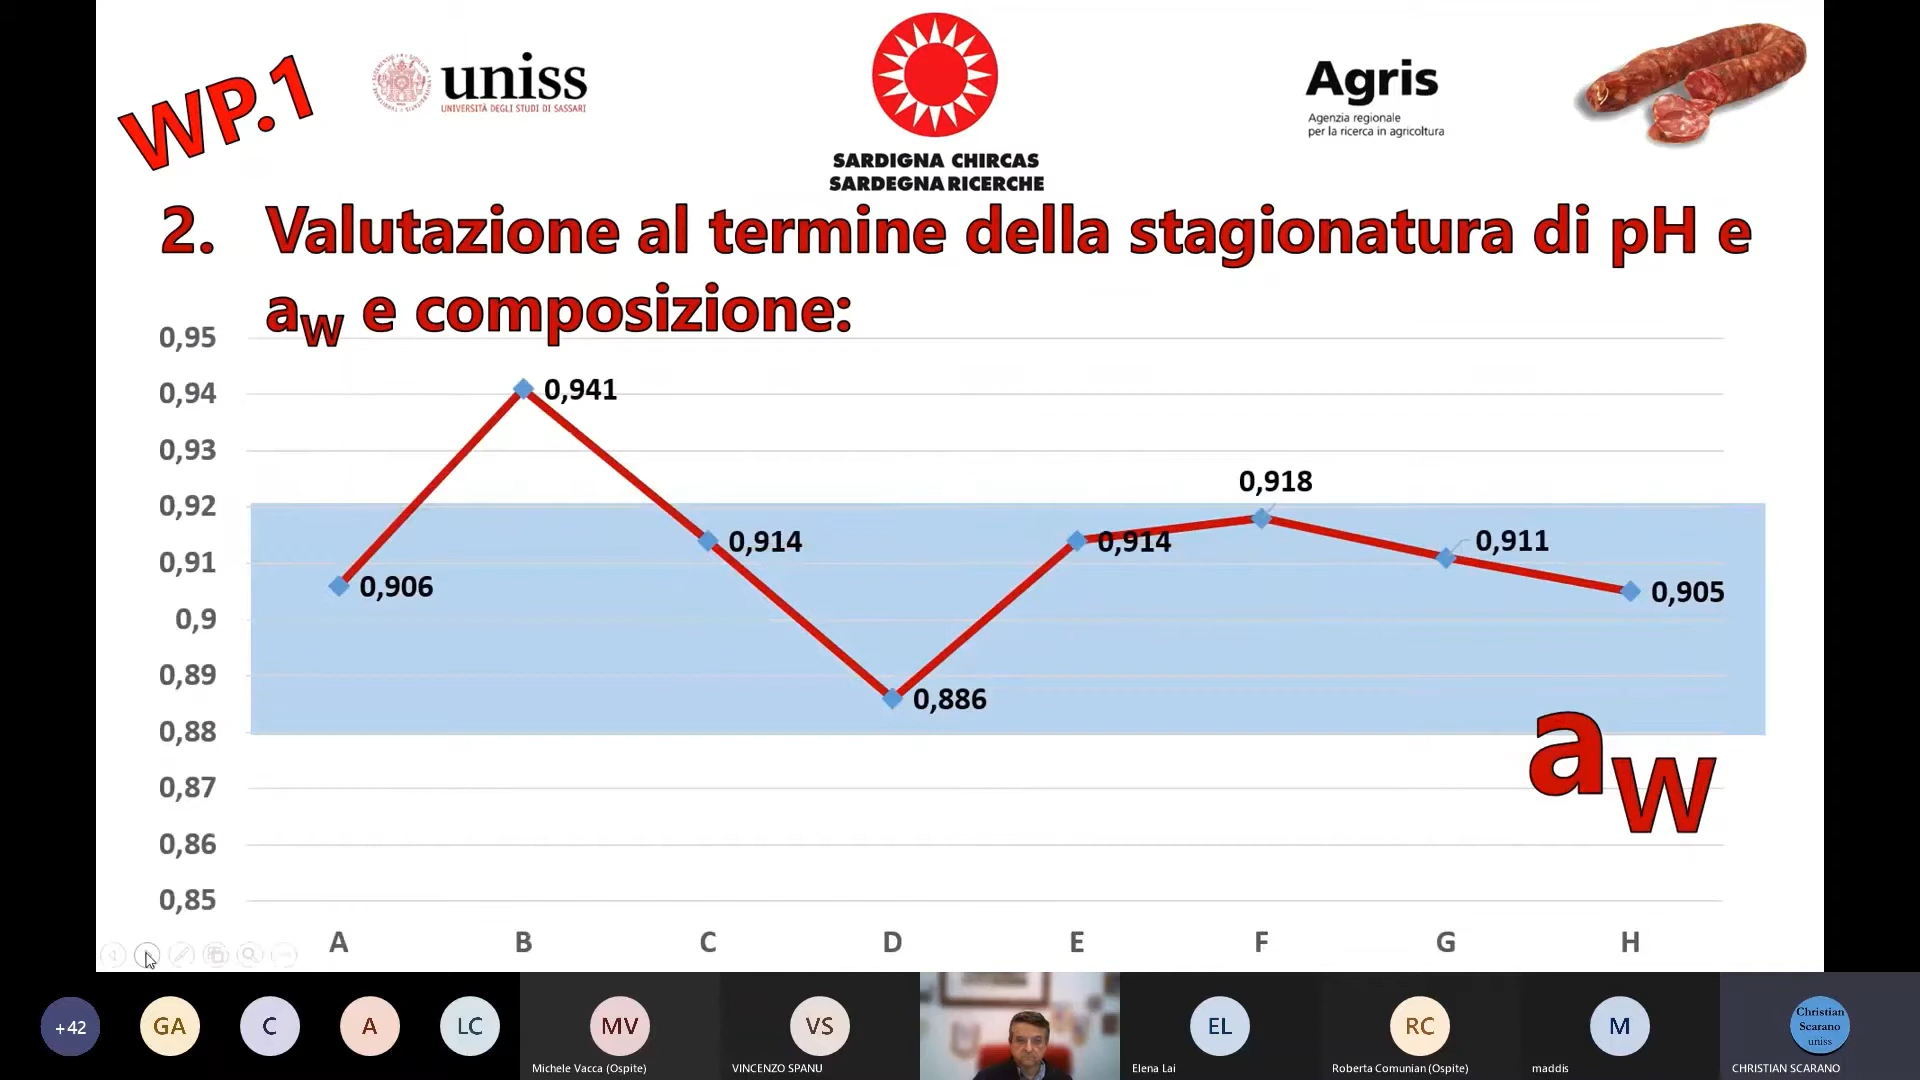 WP.1
uniss
UNIVERSITÀ DEGLI STUDI DI SASSARI
SARDIGNA CHIRCAS
SARDEGNA RICERCHE
Agris
Agenzia regionale
per la ricerca in agricoltura
2. Valutazione al termine della stagionatura di pH e
aw e composizione:
0,95
0,94
0,93
0,92
0,91
0,9
0,89
0,88
0,87
0,86
0,85
0,906
0,941
0,914
0,886
0,914
0,918
0,911
0,905
aw
A B C D E F G H
+42
GA
C
A
LC
MV
Michele Vacca (Ospite)
VS
VINCENZO SPANU
EL
Elena Lai
RC
Roberta Comunian (Ospite)
M
maddis
Christian
Scarano
uniss
CHRISTIAN SCARANO